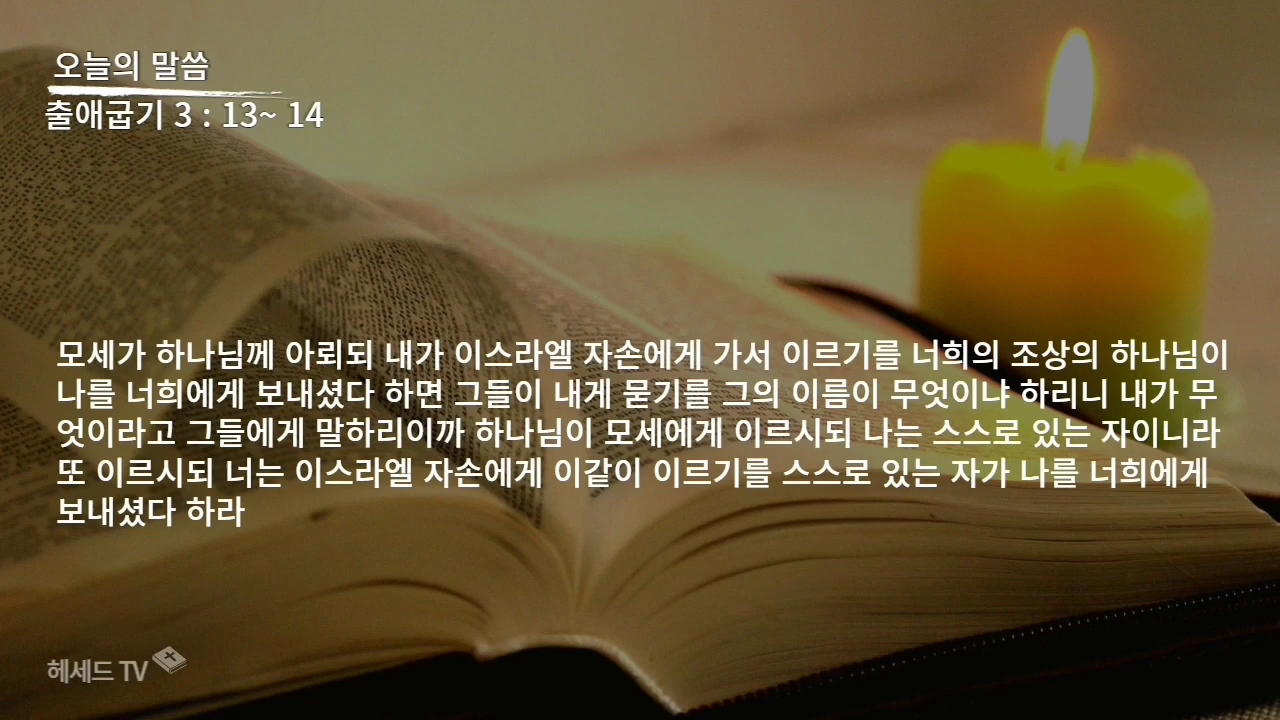 오늘의 말씀
출애굽기 3 : 13~ 14
모세가 하나님께 아뢰되 내가 이스라엘 자손에게 가서 이르기를 너희의 조상의 하나님이
나를 너희에게 보내셨다 하면 그들이 내게 묻기를 그의 이름이 무엇이냐 하리니 내가 무
엇이라고 그들에게 말하리이까 하나님이 모세에게 이르시되 나는 스스로 있는 자이니라
또 이르시되 너는 이스라엘 자손에게 이같이 이르기를 스스로 있는 자가 나를 너희에게
보내셨다 하라
헤세드 TV